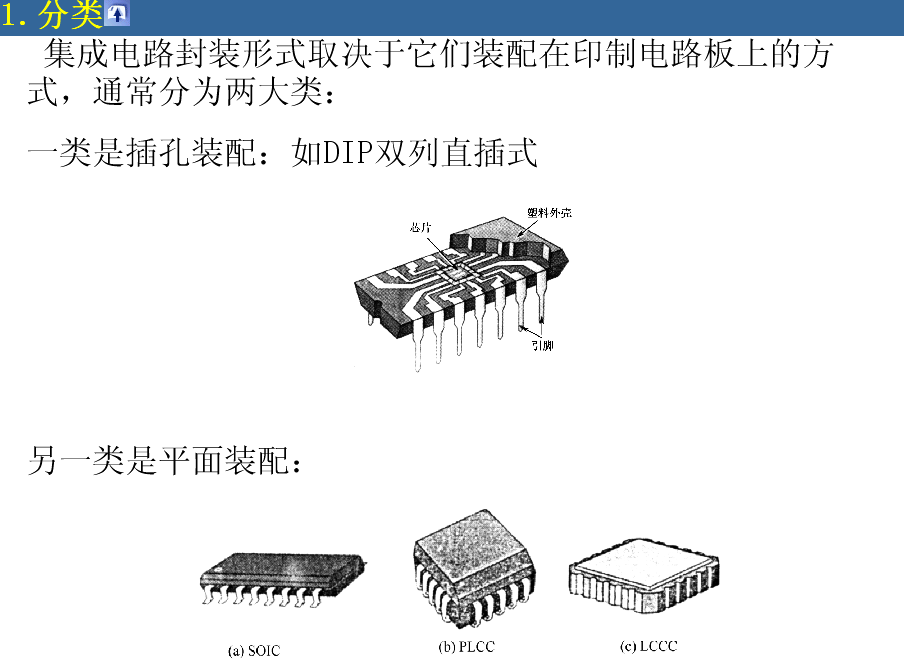 1.分类
集成电路封装形式取决于它们装配在印制电路板上的方
式，通常分为两大类：
一类是插孔装配：如DIP双列直插式
塑料外壳
芯片
引脚
另一类是平面装配：
(a) SOIC
(b) PLCC
(c) LCCC